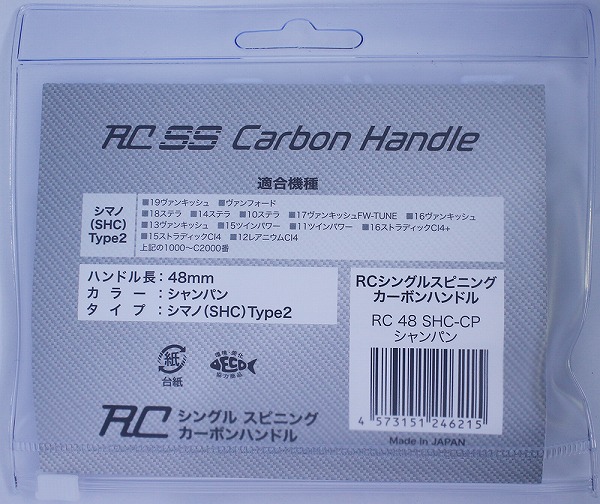 RC SS Carbon Handle
適合機種
シマノ
(SHC)
Type2
■19ヴァンキッシュ ■ヴァンフォード
■18ステラ ■14ステラ ■10ステラ ■17ヴァンキッシュFW-TUNE ■16ヴァンキッシュ
■13ヴァンキッシュ ■15ツインパワー ■11ツインパワー ■16ストラディックCI4+
■15ストラディックCI4 ■12レアニウムCI4
上記の1000～C2000番
ハンドル長：48mm
カラー：シャンパン
タイプ：シマノ(SHC)Type2
RCシングルスピニング
カーボンハンドル
RC 48 SHC-CP
シャンパン
4 573151 246215
Made in JAPAN
紙
台紙
環境・美化
DECO
協力商品
RC シングル スピニング
カーボンハンドル